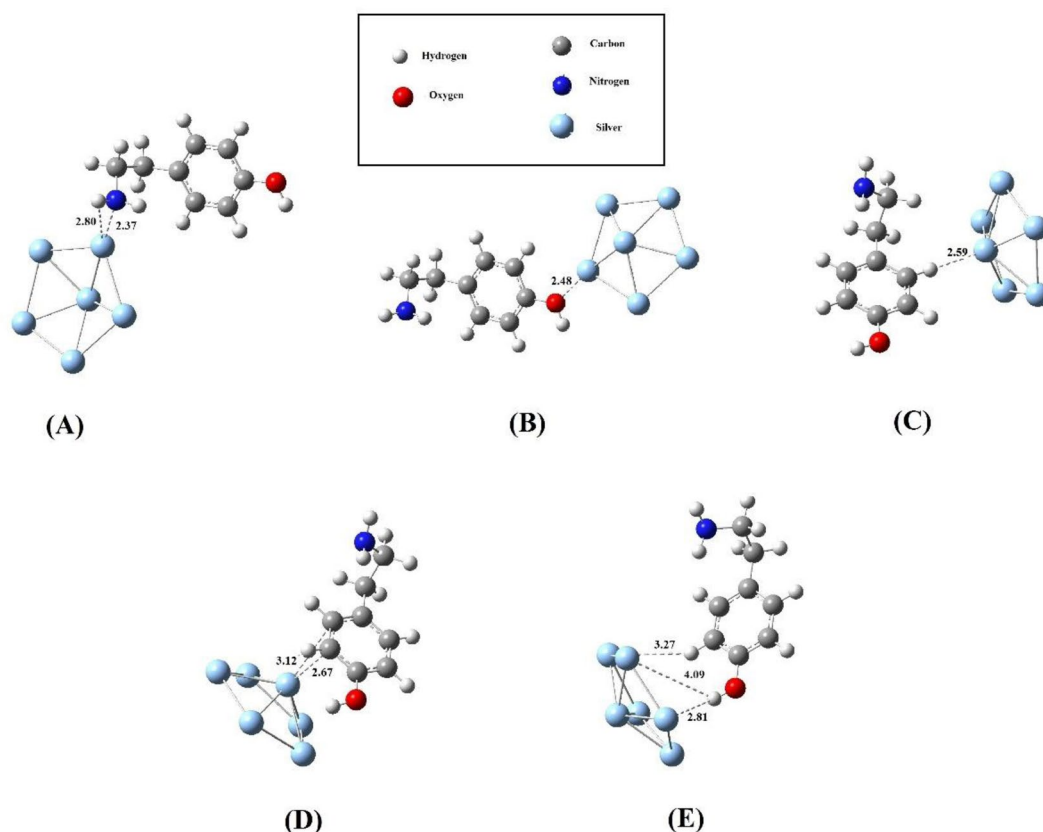 Hydrogen
Carbon
Oxygen
Nitrogen
Silver
2.80
2.37
2.48
2.59
(A)
(B)
(C)
3.12
2.67
3.27
4.09
2.81
(D)
(E)